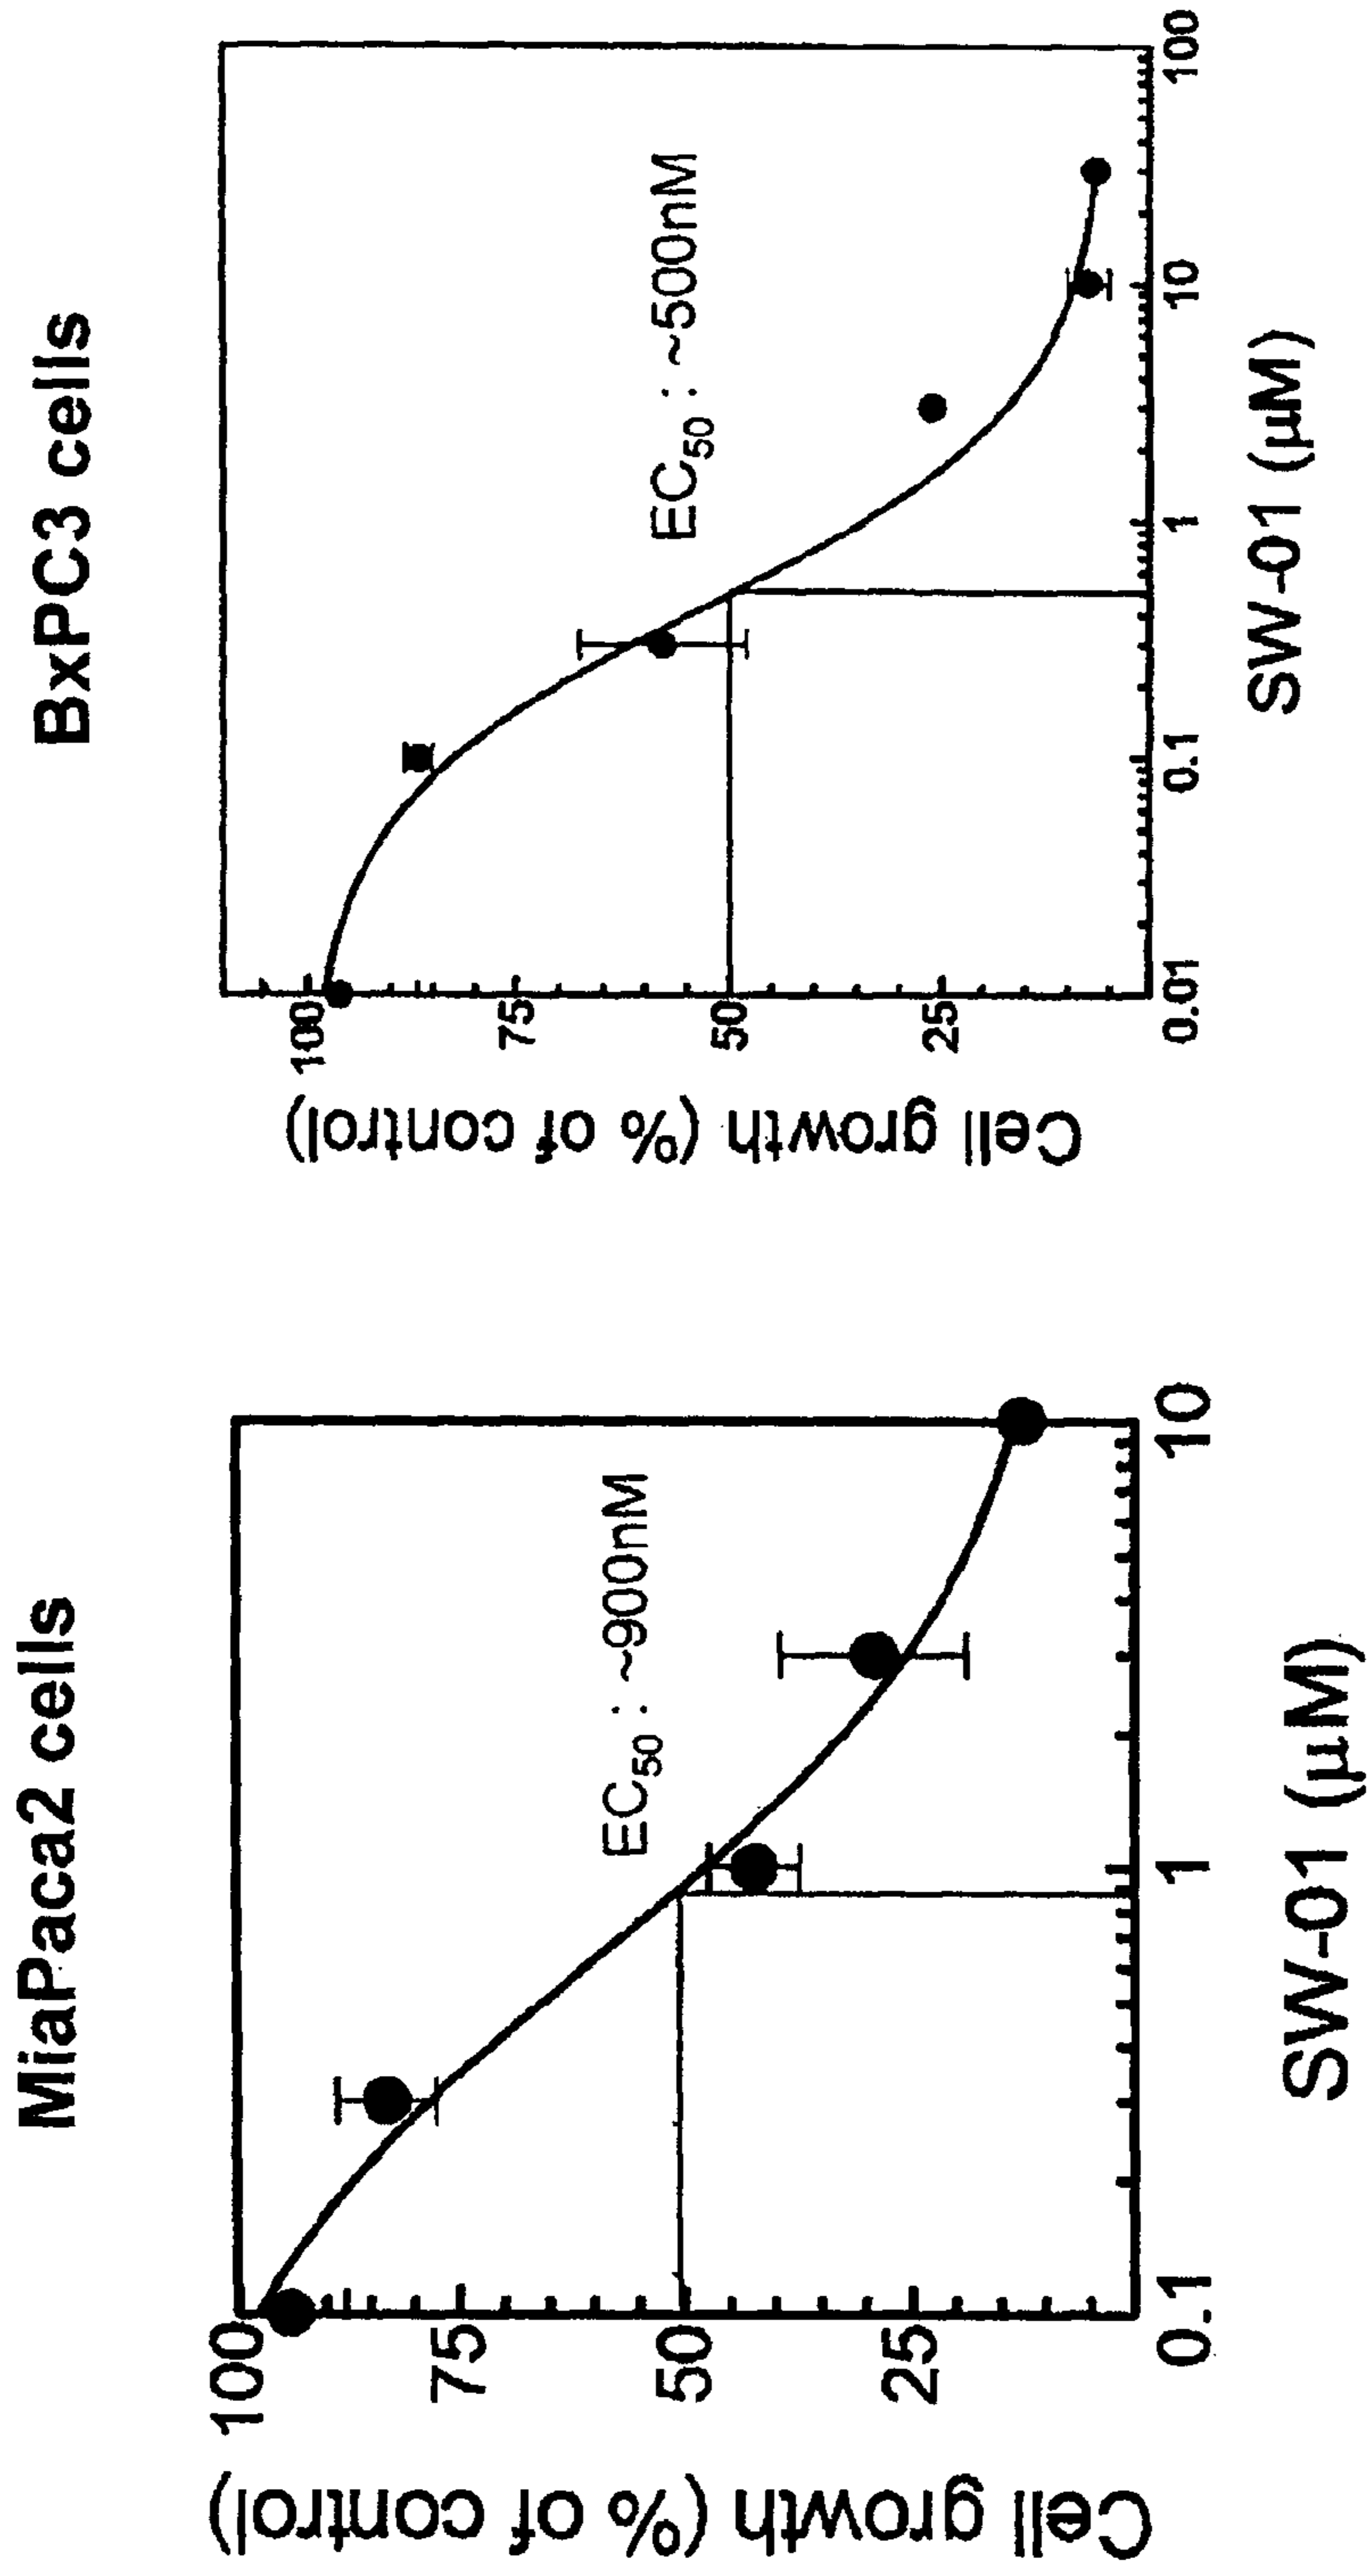 MiaPaca2 cells
Cell growth (% of control)
100
75
50
25
EC50 : ~900nM
0.1
1
10
SW-01 (µM)
BxPC3 cells
Cell growth (% of control)
100
75
50
25
EC50 : ~500nM
0.01
0.1
1
10
100
SW-01 (µM)